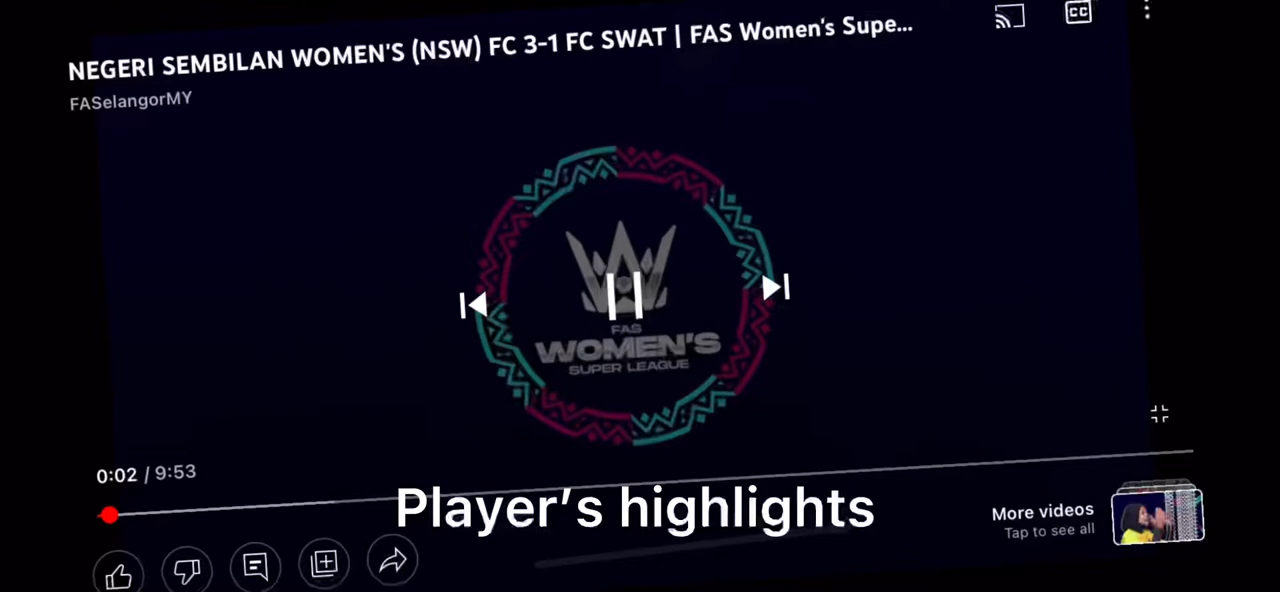 NEGERI SEMBILAN WOMEN'S (NSW) FC 3-1 FC SWAT | FAS Women's Supe...
FASelangorMY
CC
FAS
WOMEN'S
SUPER LEAGUE
0:02 / 9:53
Player's highlights
More videos
Tap to see all